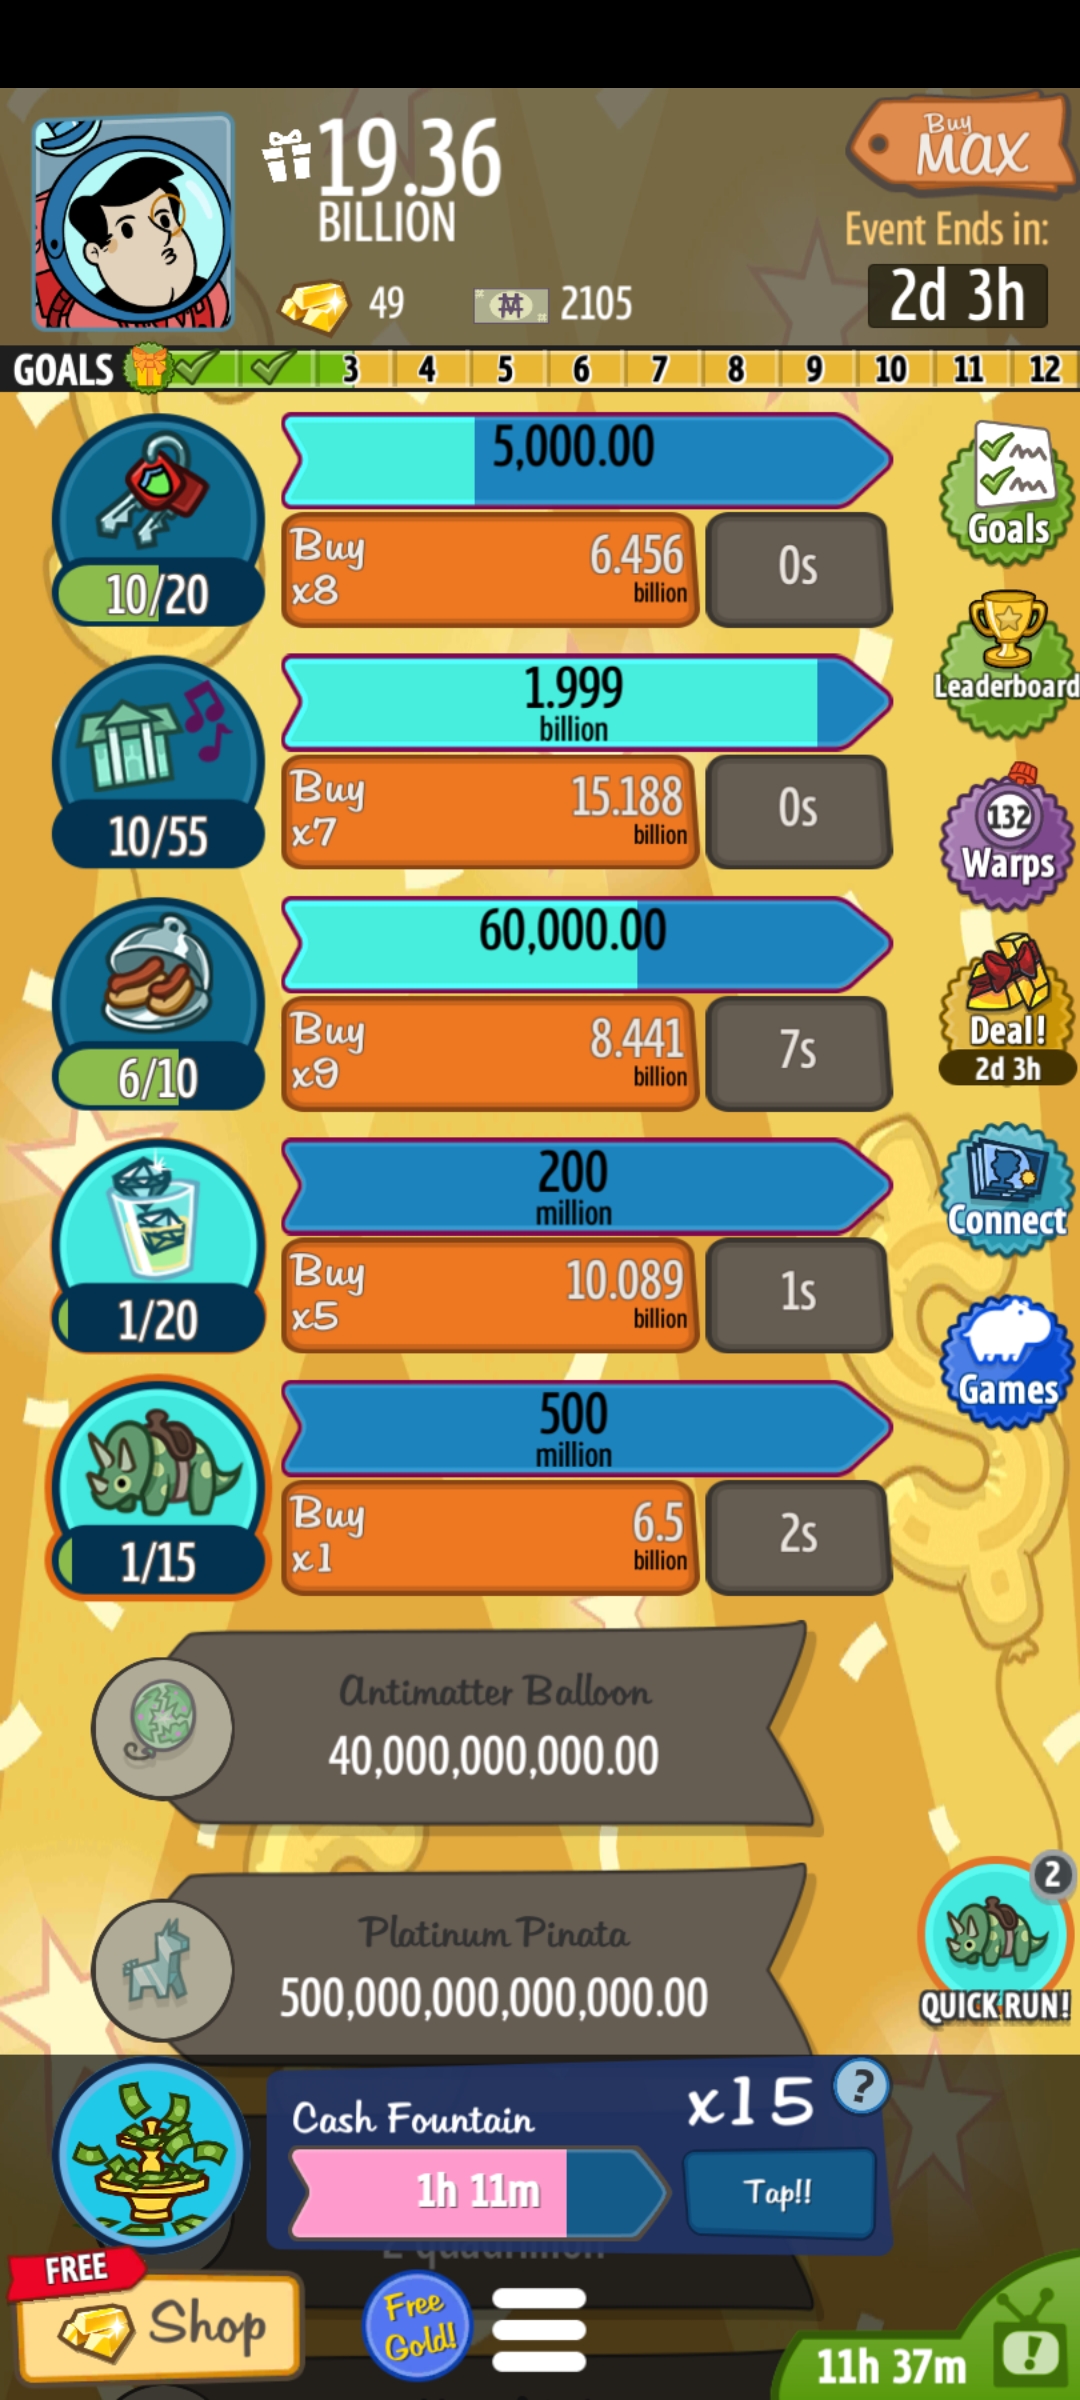 19.36
BILLION
Buy
MAX
Event Ends in:
49
2105
2d 3h
GOALS 3 4 5 6 7 8 9 10 11 12
5,000.00
Buy
x8
6.456
billion
0s
10/20
Goals
1.999
billion
Leaderboard
Buy
x7
15.188
billion
0s
10/55
132
Warps
60,000.00
Buy
x9
8.441
billion
7s
6/10
Deal!
2d 3h
200
million
Buy
x5
10.089
billion
1s
1/20
Connect
500
million
Games
Buy
x1
6.5
billion
2s
1/15
Antimatter Balloon
40,000,000,000.00
Platinum Pinata
500,000,000,000,000.00
2
QUICK RUN!
Cash Fountain
x15
?
1h 11m
Tap!!
2 quadrillion
FREE
Shop
Free
Gold!
11h 37m
!